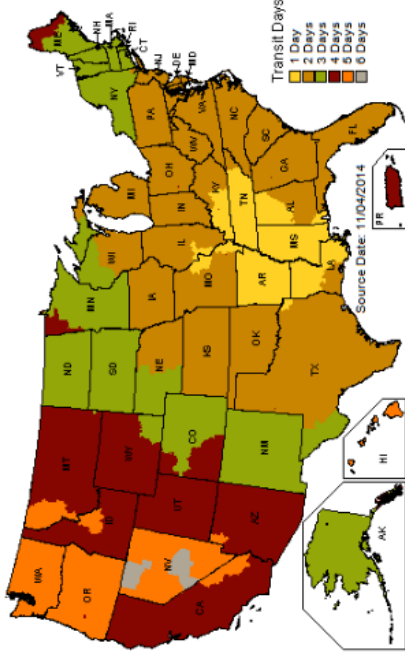 WA
OR
CA
NV
ID
MT
WY
UT
AZ
CO
NM
ND
SD
NE
KS
OK
TX
MN
IA
MO
AR
LA
WI
IL
MS
MI
IN
KY
TN
AL
OH
WV
VA
NC
SC
GA
FL
PA
NY
VT
ME
NH
MA
RI
CT
NJ
DE
MD
AK
HI
PR
Transit Days
1 Day
2 Days
3 Days
4 Days
5 Days
6 Days
Source Date: 11/04/2014